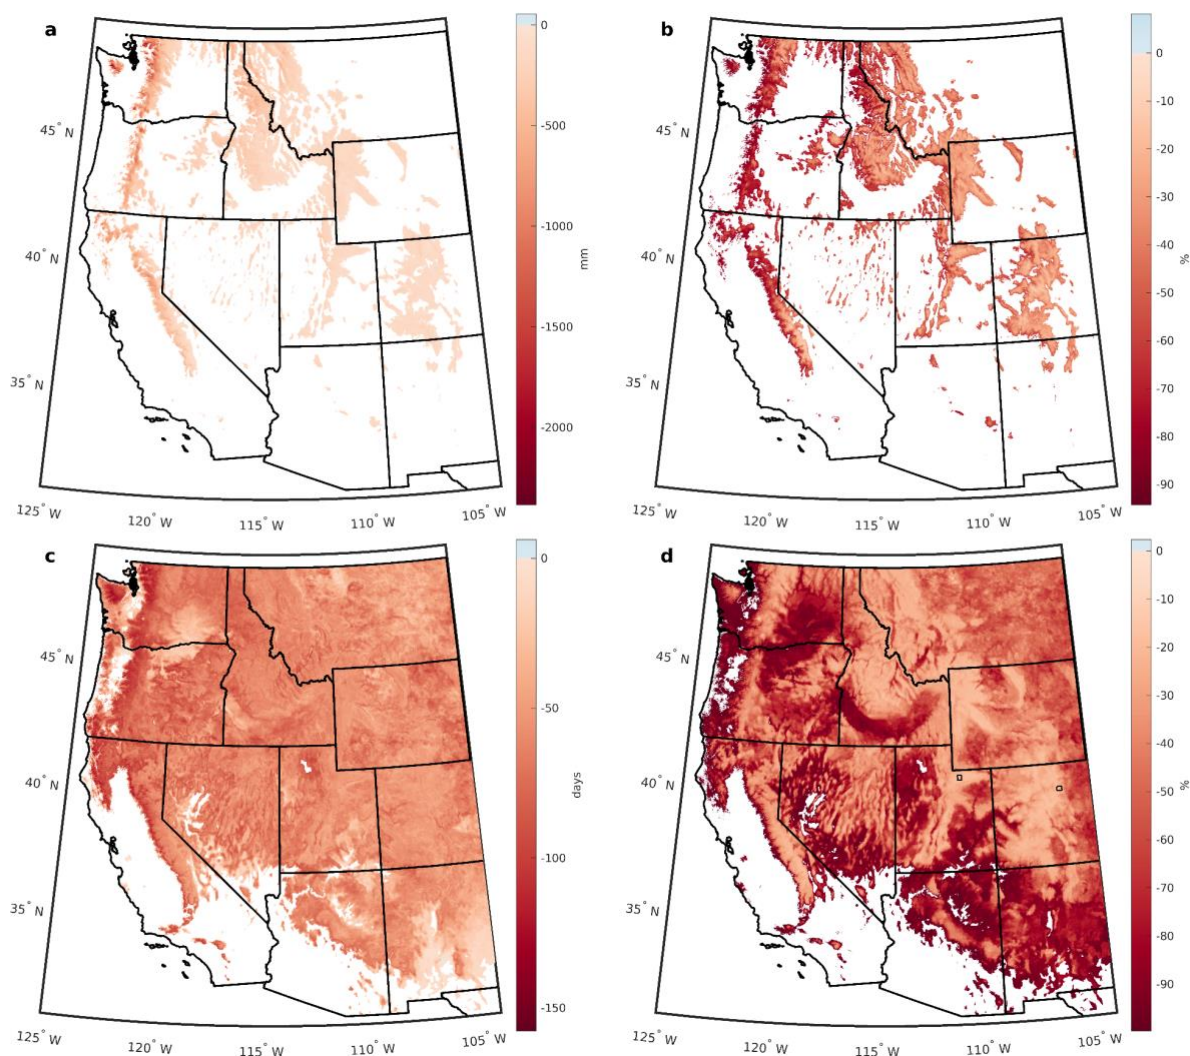 a
0
-500
-1000
-1500
-2000
mm
45° N
40° N
35° N
125° W
120° W
115° W
110° W
105° W
b
0
-10
-20
-30
-40
-50
-60
-70
-80
-90
%
45° N
40° N
35° N
125° W
120° W
115° W
110° W
105° W
c
0
-50
-100
-150
days
45° N
40° N
35° N
125° W
120° W
115° W
110° W
105° W
d
0
-10
-20
-30
-40
-50
-60
-70
-80
-90
%
45° N
40° N
35° N
125° W
120° W
115° W
110° W
105° W